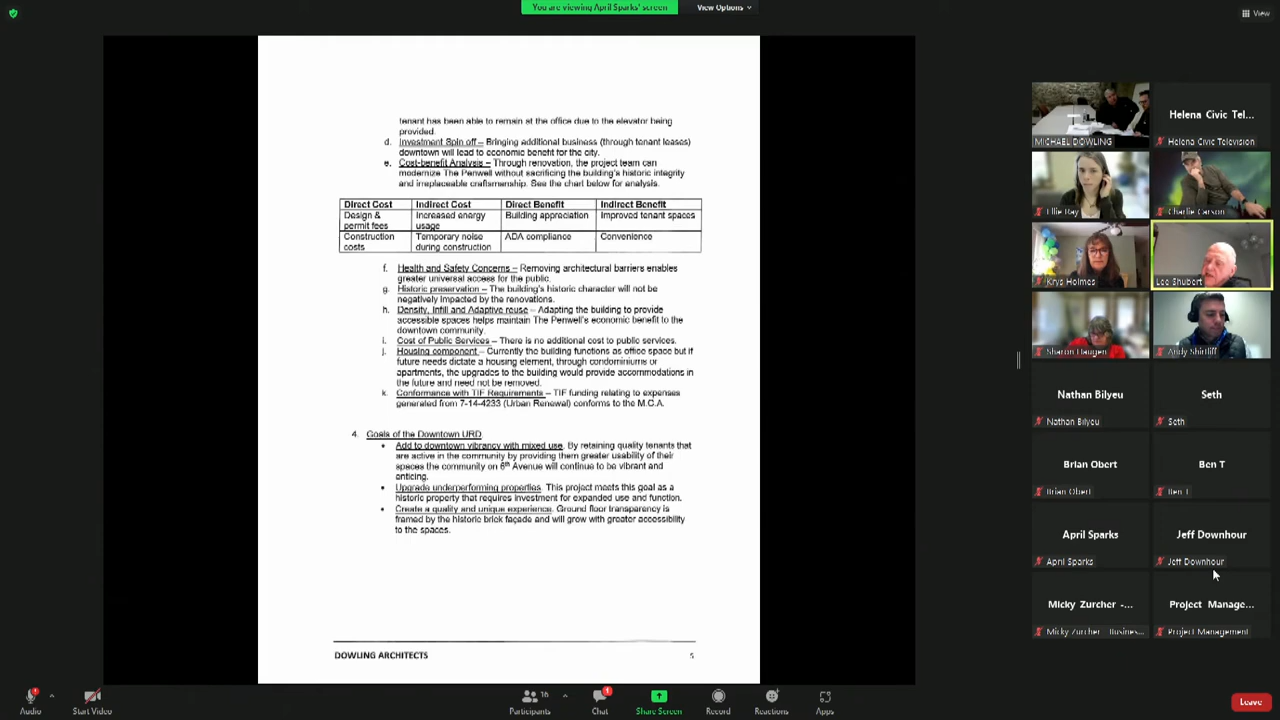 You are viewing April Sparks' screen
View Options
View
tenant has been able to remain at the office due to the elevator being
provided.
d. Investment Spin off – Bringing additional business (through tenant leases)
downtown will lead to economic benefit for the city.
e. Cost-benefit Analysis – Through renovation, the project team can
modernize The Penwell without sacrificing the building's historic integrity
and irreplaceable craftsmanship. See the chart below for analysis.
Direct Cost Indirect Cost Direct Benefit Indirect Benefit
Design & permit fees Increased energy usage Building appreciation Improved tenant spaces
Construction costs Temporary noise during construction ADA compliance Convenience
f. Health and Safety Concerns – Removing architectural barriers enables
greater universal access for the public.
g. Historic preservation – The building's historic character will not be
negatively impacted by the renovations.
h. Density, Infill and Adaptive reuse – Adapting the building to provide
accessible spaces helps maintain The Penwell's economic benefit to the
downtown community.
i. Cost of Public Services – There is no additional cost to public services.
j. Housing component – Currently the building functions as office space but if
future needs dictate a housing element, through condominiums or
apartments, the upgrades to the building would provide accommodations in
the future and need not be removed.
k. Conformance with TIF Requirements – TIF funding relating to expenses
generated from 7-14-4233 (Urban Renewal) conforms to the M.C.A.
4. Goals of the Downtown URD
• Add to downtown vibrancy with mixed use. By retaining quality tenants that
are active in the community by providing them greater usability of their
spaces the community on 6th Avenue will continue to be vibrant and
enticing.
• Upgrade underperforming properties. This project meets this goal as a
historic property that requires investment for expanded use and function.
• Create a quality and unique experience. Ground floor transparency is
framed by the historic brick façade and will grow with greater accessibility
to the spaces.
DOWLING ARCHITECTS 5
MICHAEL DOWLING
Helena Civic Tel...
Helena Civic Television
Ellie Ray
Charlie Carson
Krys Holmes
Lee Shubert
Sharon Haugen
Andy Shirtliff
Nathan Bilyeu
Nathan Bilyeu
Seth
Seth
Brian Obert
Brian Obert
Ben T
Ben T
April Sparks
April Sparks
Jeff Downhour
Jeff Downhour
Micky Zurcher -...
Micky Zurcher - Busines...
Project Manage...
Project Management
Audio
Start Video
Participants 16
Chat 1
Share Screen
Record
Reactions
Apps
Leave